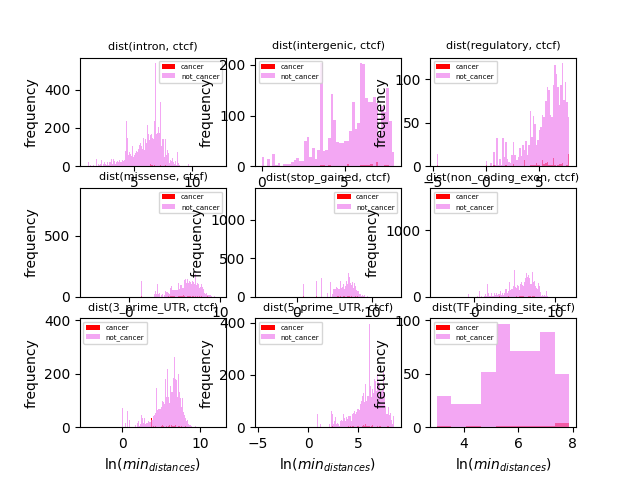 dist(intron, ctcf) dist(intergenic, ctcf) dist(regulatory, ctcf)
frequency frequency frequency
cancer cancer cancer
not_cancer not_cancer not_cancer
400 200 100
200 100 50
0 0 0
5 10 0 5 −5 0 5
dist(missense, ctcf) dist(stop_gained, ctcf) dist(non_coding_exon, ctcf)
frequency frequency frequency
cancer cancer cancer
not_cancer not_cancer not_cancer
500 1000 1000
500
0 0 0
0 10 0 10 0 10
dist(3_prime_UTR, ctcf) dist(5_prime_UTR, ctcf) dist(TF_binding_site, ctcf)
frequency frequency frequency
cancer cancer cancer
not_cancer not_cancer not_cancer
400 400 100
200 200 50
0 0 0
0 10 −5 0 5 4 6 8
ln(min_distances) ln(min_distances) ln(min_distances)